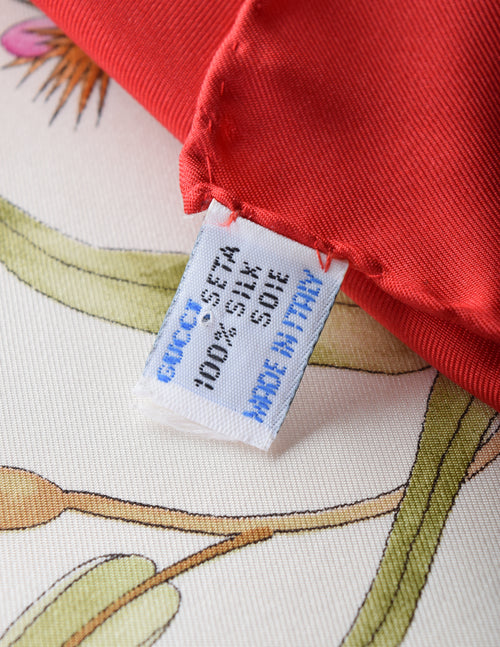 GUCCI
SETA
100% SILK
SOIE
MADE IN ITALY